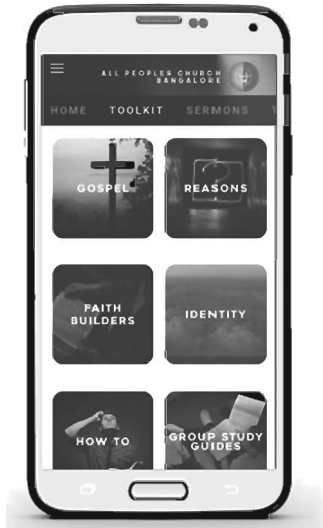 ALL PEOPLES CHURCH
BANGALORE
HOME TOOLKIT SERMONS
GOSPEL
REASONS
FAITH
BUILDERS
IDENTITY
HOW TO
GROUP STUDY
GUIDES